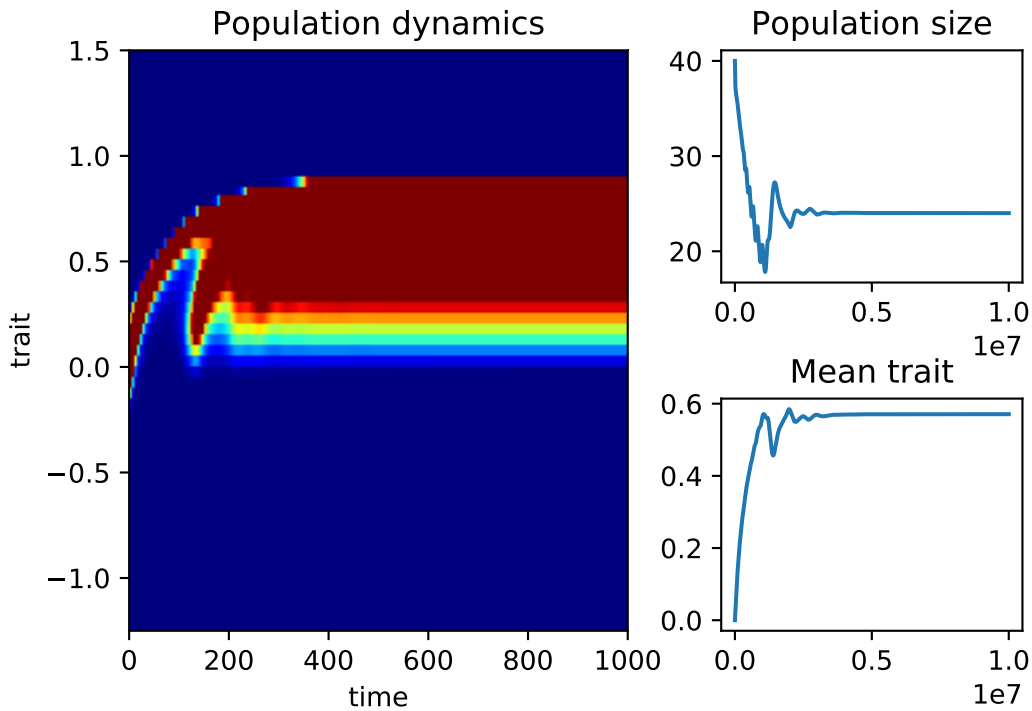 Population dynamics
1.5
1.0
0.5
0.0
−0.5
−1.0
trait
0 200 400 600 800 1000
time
Population size
40
30
20
0.0 0.5 1.0
1e7
Mean trait
0.6
0.4
0.2
0.0
0.0 0.5 1.0
1e7